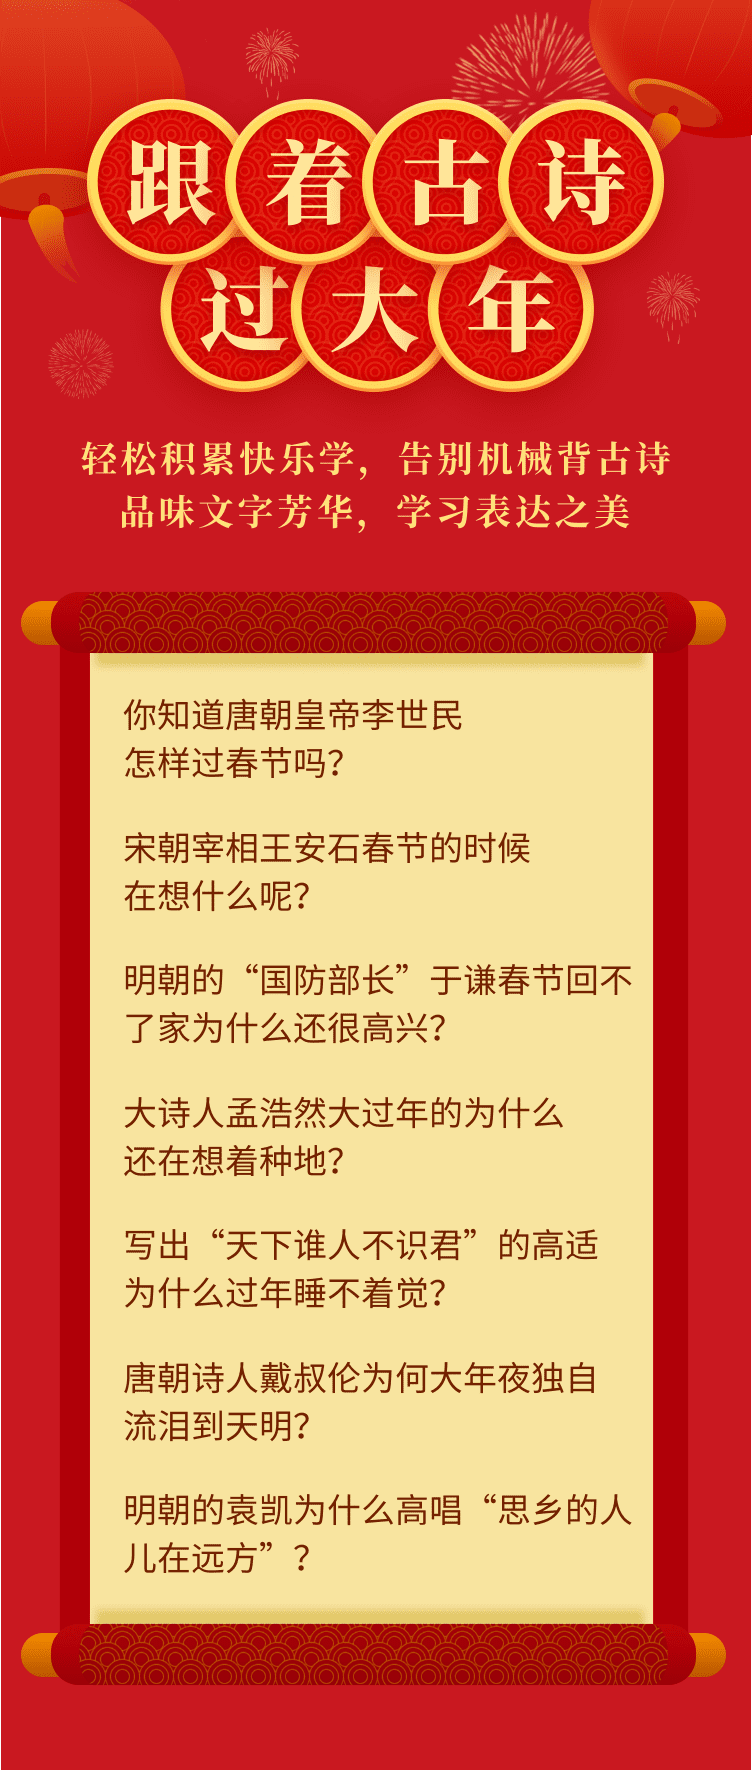 跟着古诗
过大年
轻松积累快乐学，告别机械背古诗
品味文字芳华，学习表达之美
你知道唐朝皇帝李世民
怎样过春节吗？
宋朝宰相王安石春节的时候
在想什么呢？
明朝的“国防部长”于谦春节回不
了家为什么还很高兴？
大诗人孟浩然大过年的为什么
还在想着种地？
写出“天下谁人不识君”的高适
为什么过年睡不着觉？
唐朝诗人戴叔伦为何大年夜独自
流泪到天明？
明朝的袁凯为什么高唱“思乡的人
儿在远方”？